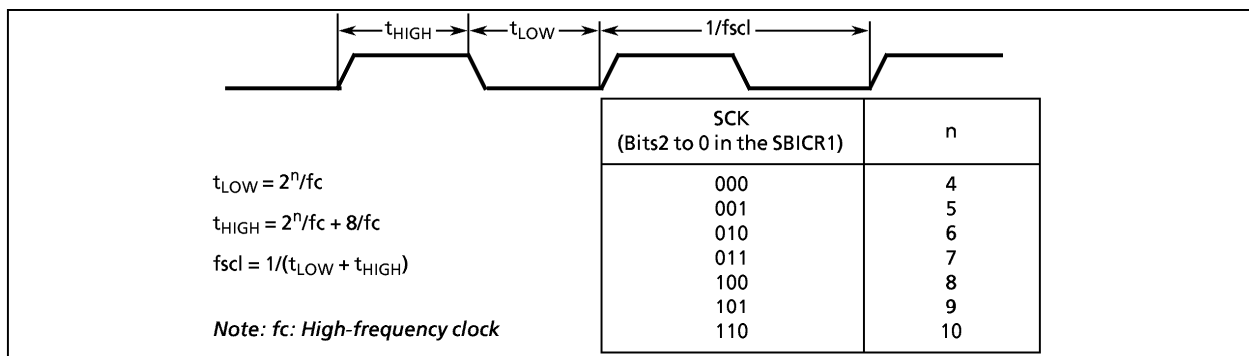 tHIGH tLOW 1/fscl
SCK
(Bits2 to 0 in the SBICR1)
n
tLOW = 2ⁿ/fc
tHIGH = 2ⁿ/fc + 8/fc
fscl = 1/(tLOW + tHIGH)
Note: fc: High-frequency clock
000 4
001 5
010 6
011 7
100 8
101 9
110 10